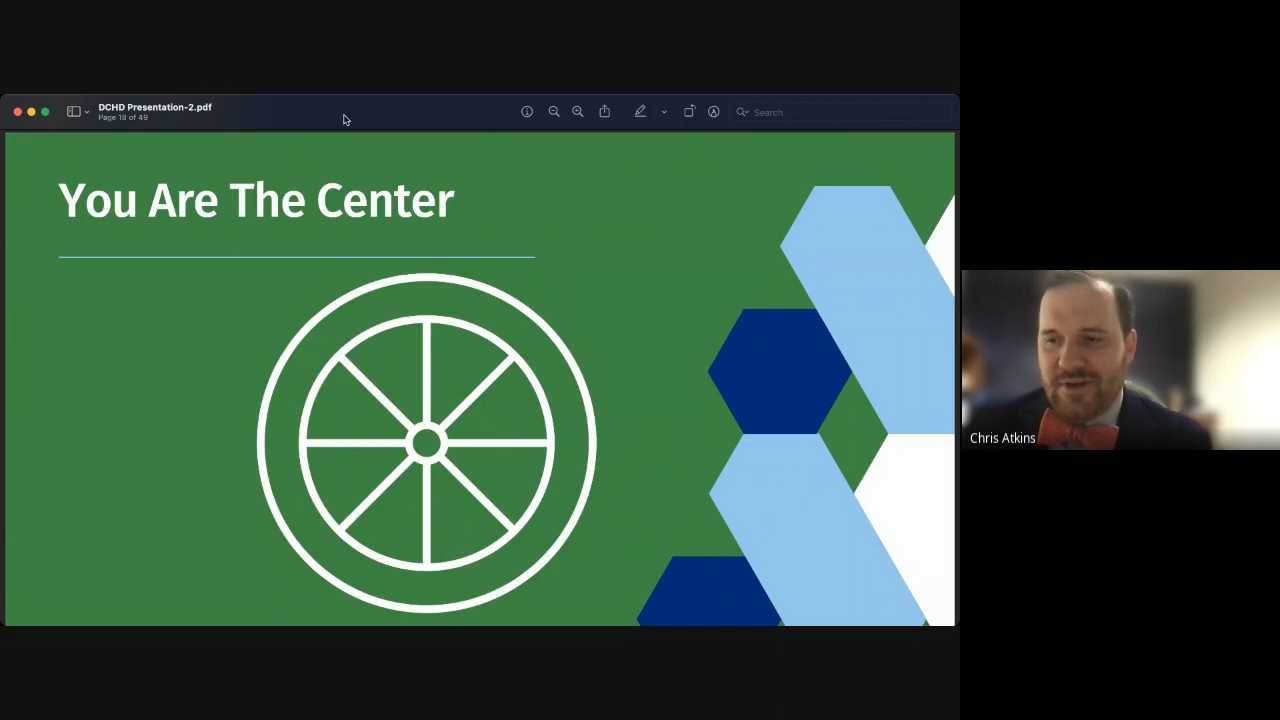 DCHD Presentation-2.pdf
Page 18 of 49
Search
You Are The Center
Chris Atkins